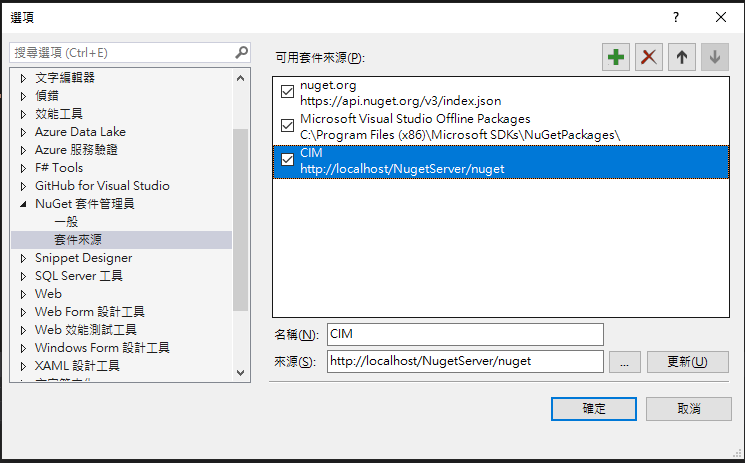 選項
?
搜尋選項 (Ctrl+E)
文字編輯器
偵錯
效能工具
Azure Data Lake
Azure 服務驗證
F# Tools
GitHub for Visual Studio
NuGet 套件管理員
一般
套件來源
Snippet Designer
SQL Server 工具
Web
Web Form 設計工具
Web 效能測試工具
Windows Form 設計工具
XAML 設計工具
可用套件來源(P):
nuget.org
https://api.nuget.org/v3/index.json
Microsoft Visual Studio Offline Packages
C:\Program Files (x86)\Microsoft SDKs\NuGetPackages\
CIM
http://localhost/NugetServer/nuget
名稱(N): CIM
來源(S): http://localhost/NugetServer/nuget ... 更新(U)
確定 取消